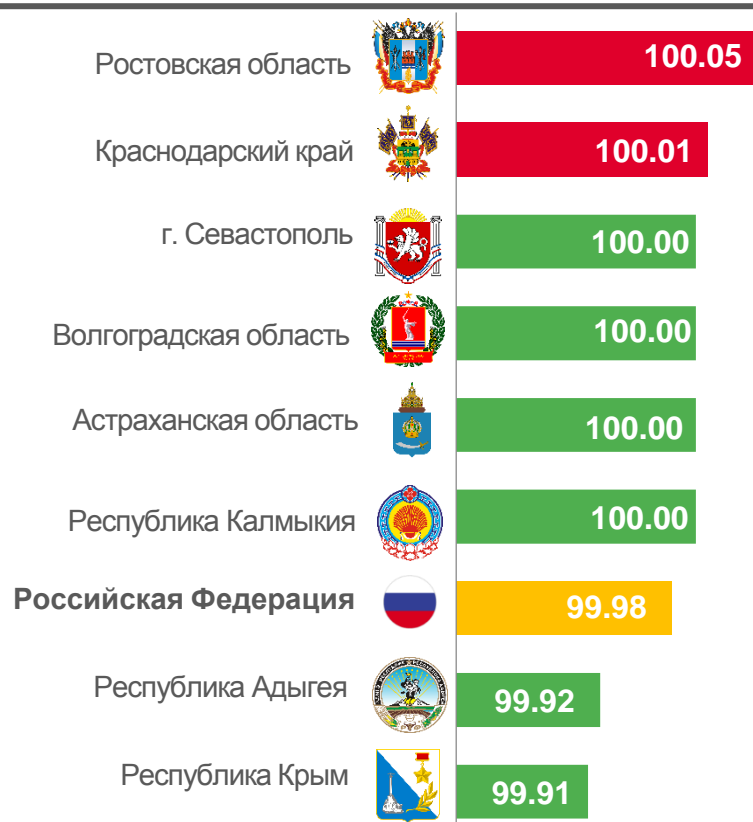 Ростовская область 100.05
Краснодарский край 100.01
г. Севастополь 100.00
Волгоградская область 100.00
Астраханская область 100.00
Республика Калмыкия 100.00
Российская Федерация 99.98
Республика Адыгея 99.92
Республика Крым 99.91